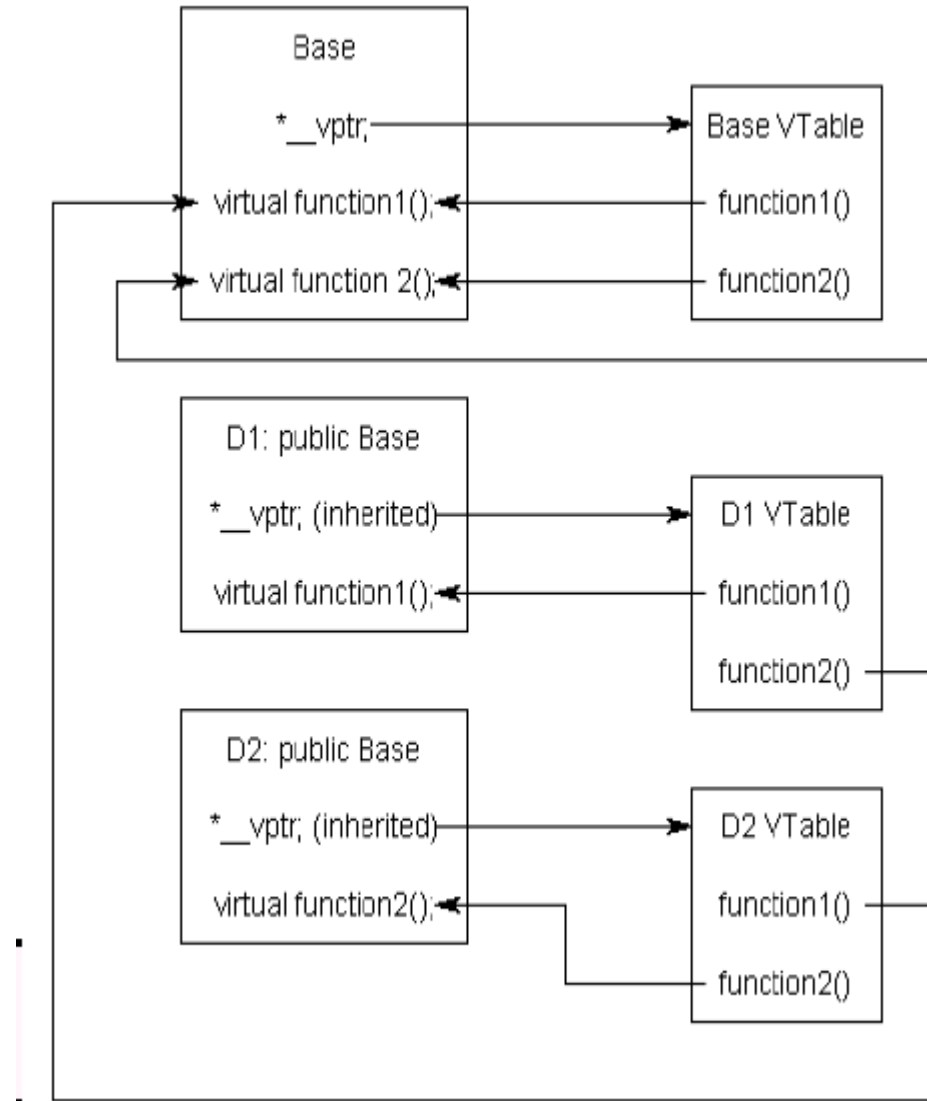 Base
*__vptr;
virtual function1();
virtual function 2();
Base VTable
function1()
function2()
D1: public Base
*__vptr; (inherited)
virtual function1();
D1 VTable
function1()
function2()
D2: public Base
*__vptr; (inherited)
virtual function2();
D2 VTable
function1()
function2()